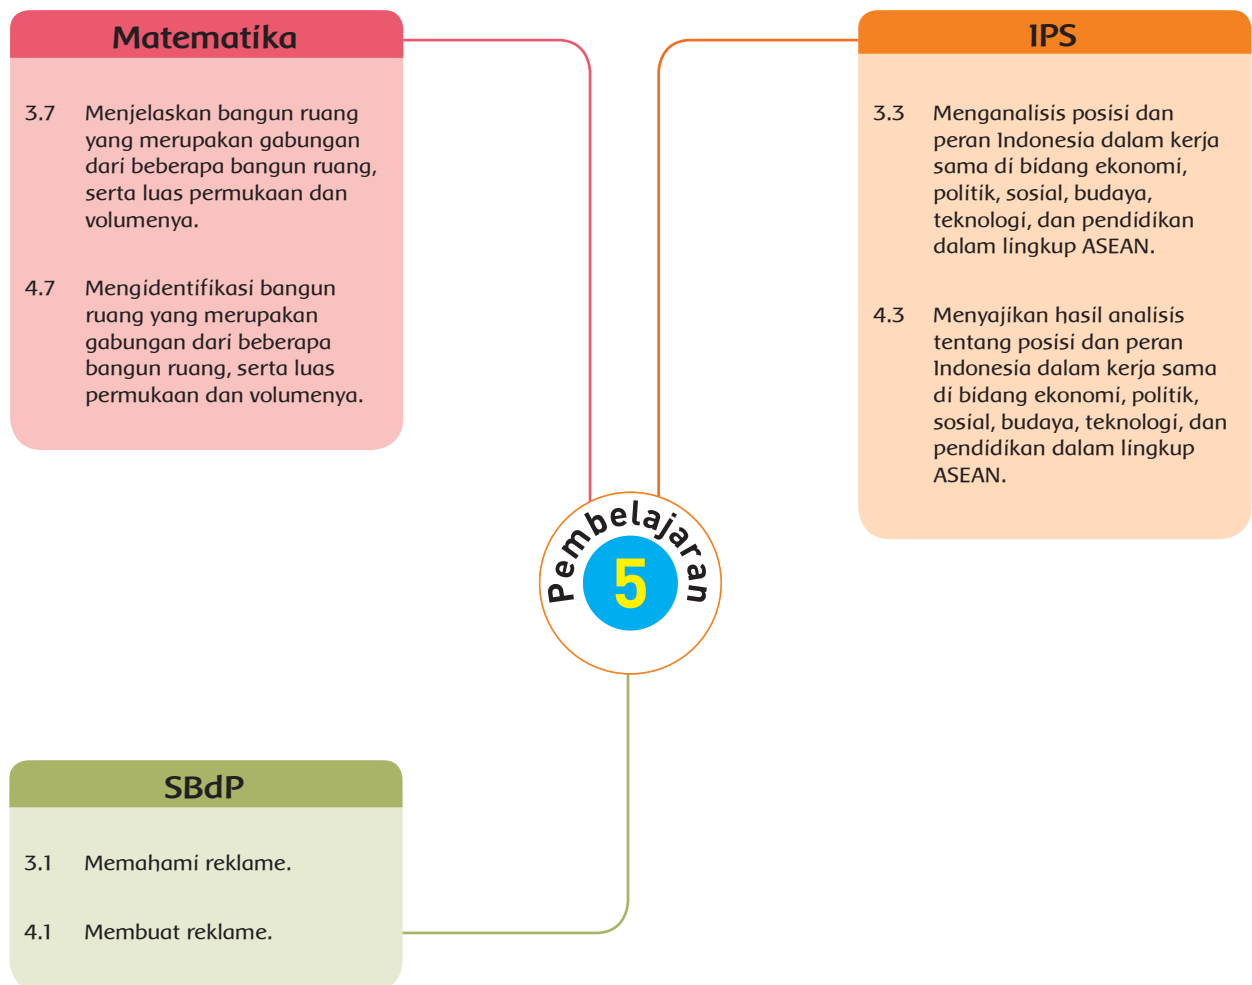 Matematika
3.7 Menjelaskan bangun ruang
yang merupakan gabungan
dari beberapa bangun ruang,
serta luas permukaan dan
volumenya.
4.7 Mengidentifikasi bangun
ruang yang merupakan
gabungan dari beberapa
bangun ruang, serta luas
permukaan dan volumenya.
IPS
3.3 Menganalisis posisi dan
peran Indonesia dalam kerja
sama di bidang ekonomi,
politik, sosial, budaya,
teknologi, dan pendidikan
dalam lingkup ASEAN.
4.3 Menyajikan hasil analisis
tentang posisi dan peran
Indonesia dalam kerja sama
di bidang ekonomi, politik,
sosial, budaya, teknologi, dan
pendidikan dalam lingkup
ASEAN.
Pembelajaran
5
SBdP
3.1 Memahami reklame.
4.1 Membuat reklame.